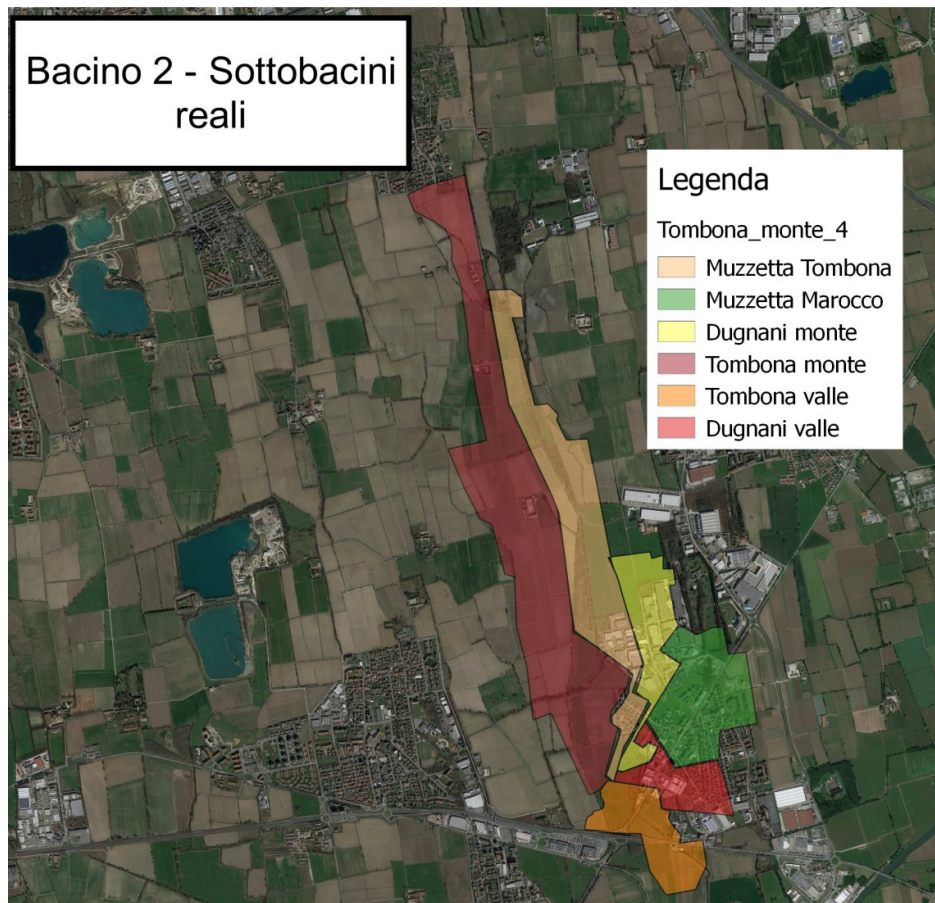 Bacino 2 - Sottobacini
reali
Legenda
Tombona_monte_4
Muzzetta Tombona
Muzzetta Marocco
Dugnani monte
Tombona monte
Tombona valle
Dugnani valle